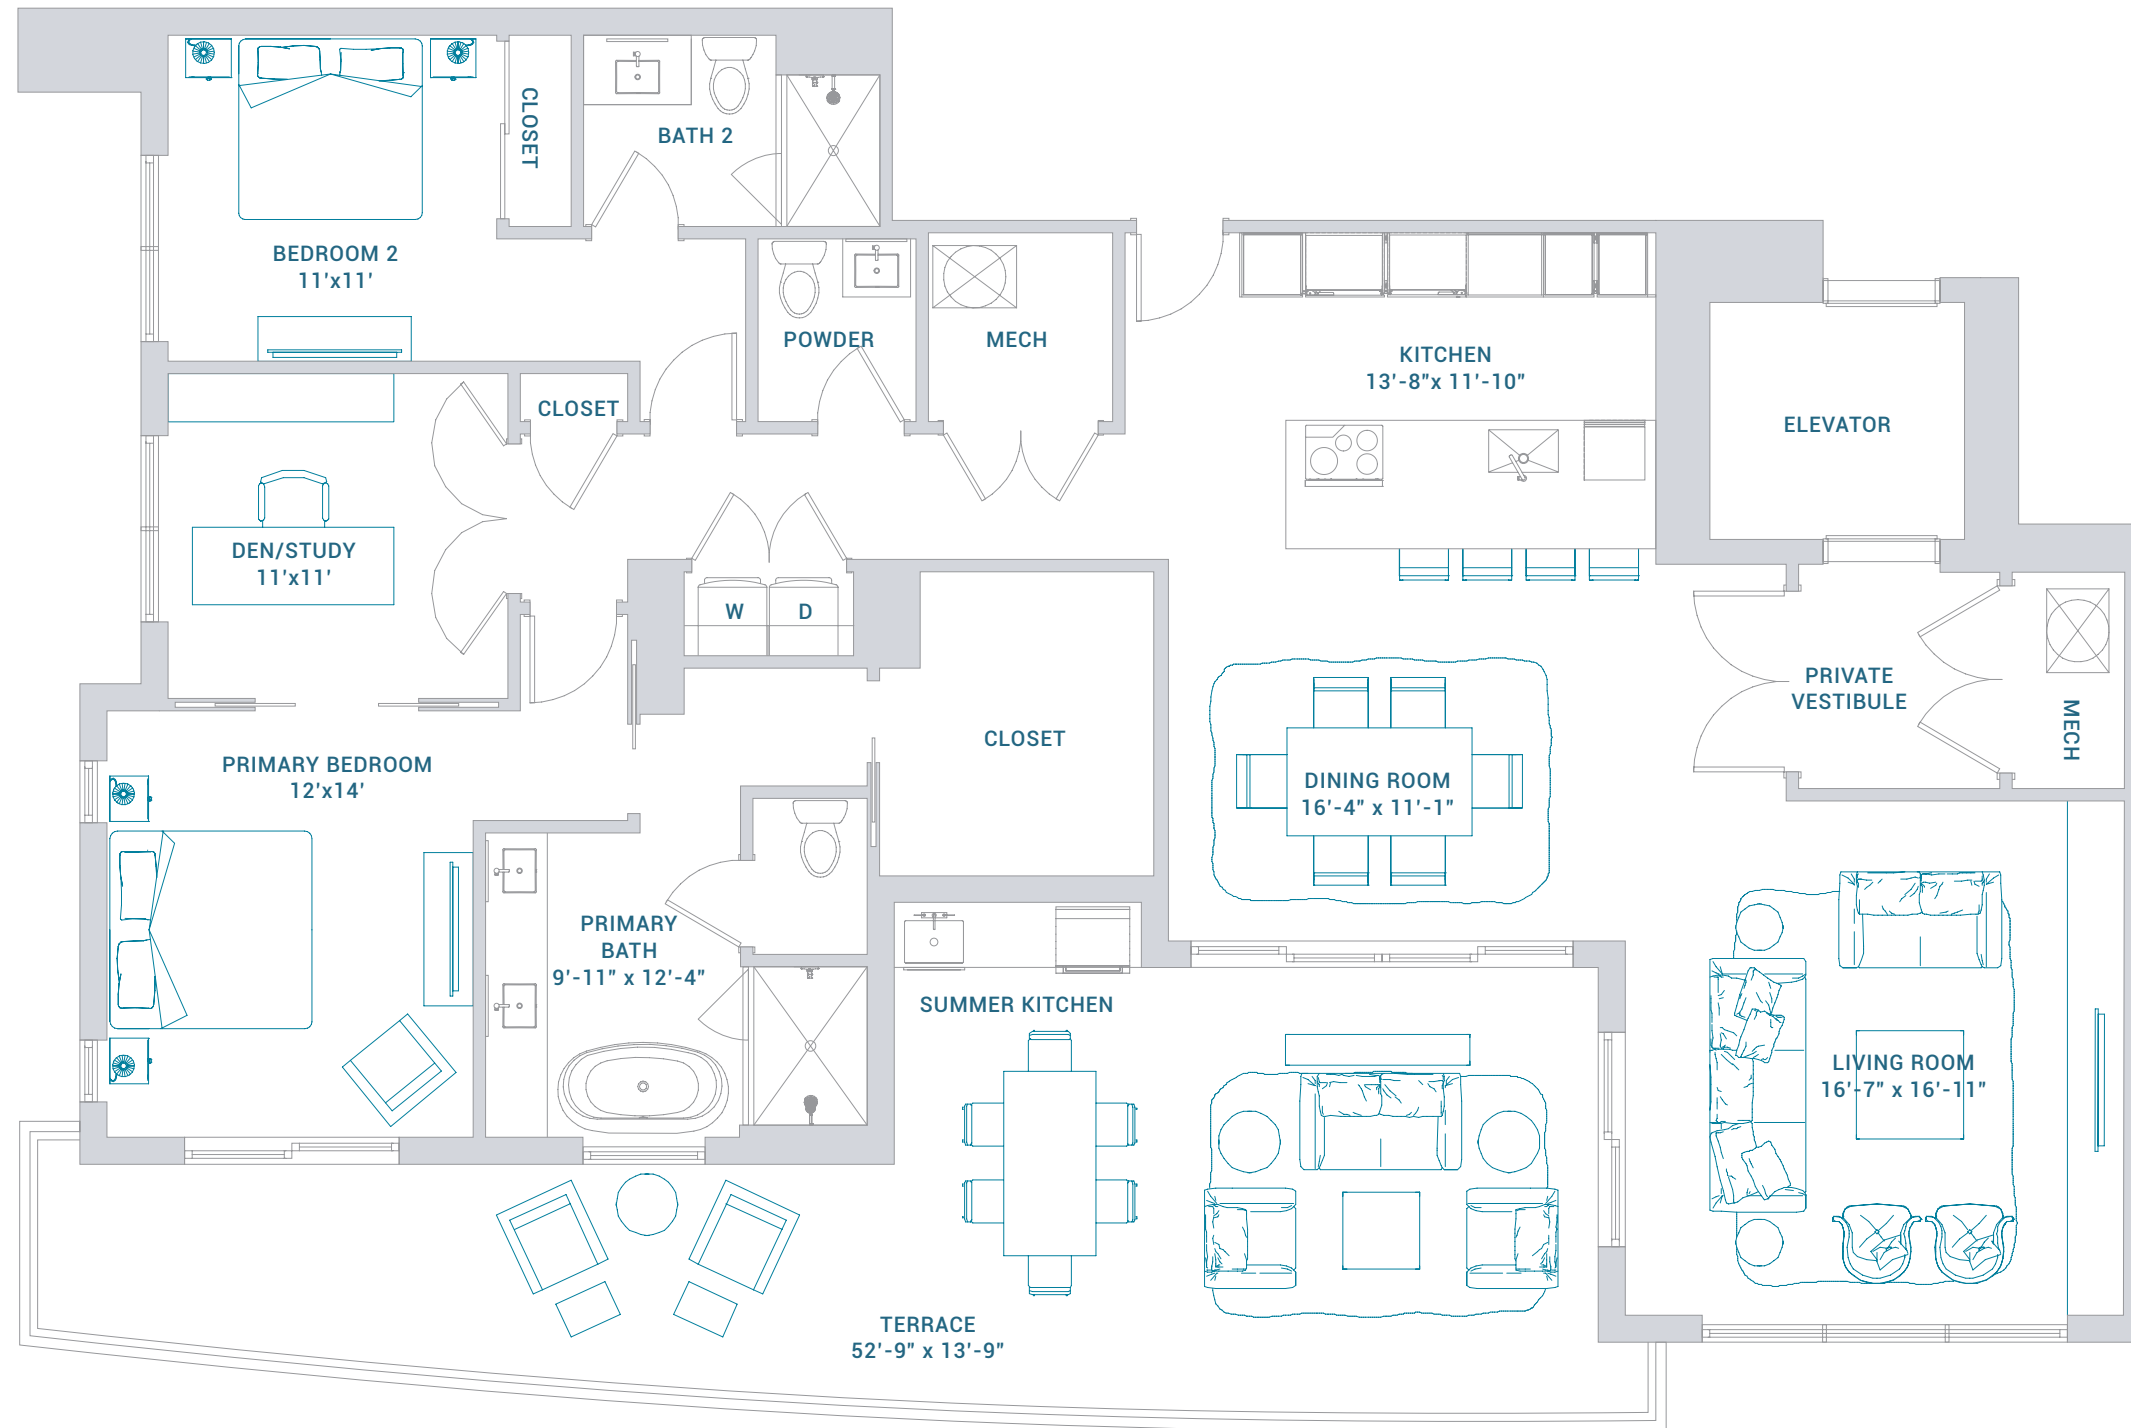 CLOSET
BATH 2
BEDROOM 2
11'x11'
POWDER
MECH
KITCHEN
13'-8"x 11'-10"
CLOSET
ELEVATOR
DEN/STUDY
11'x11'
W
D
PRIVATE
VESTIBULE
MECH
PRIMARY BEDROOM
12'x14'
CLOSET
DINING ROOM
16'-4" x 11'-1"
PRIMARY
BATH
9'-11" x 12'-4"
SUMMER KITCHEN
LIVING ROOM
16'-7" x 16'-11"
TERRACE
52'-9" x 13'-9"